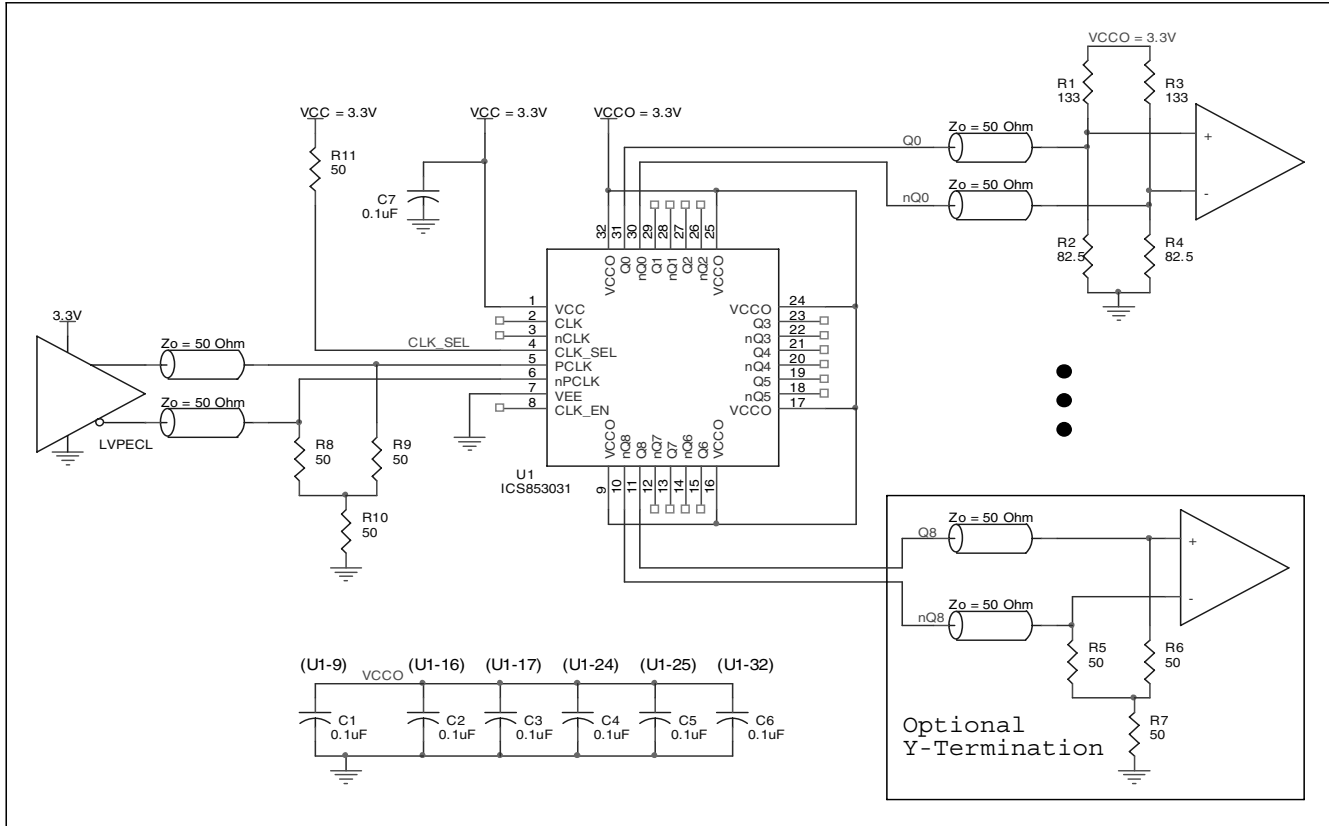 VCCO = 3.3V
R1
133
R3
133
VCC = 3.3V
VCC = 3.3V
VCCO = 3.3V
Zo = 50 Ohm
Q0
+
R11
50
Zo = 50 Ohm
nQ0
-
C7
0.1uF
32
31
30
29
28
27
26
25
VCCO
Q0
nQ0
Q1
nQ1
Q2
nQ2
VCCO
R2
82.5
R4
82.5
1
VCC
2
CLK
3
nCLK
4
CLK_SEL
5
PCLK
6
nPCLK
7
VEE
8
CLK_EN
24
VCCO
23
Q3
22
nQ3
21
Q4
20
nQ4
19
Q5
18
nQ5
17
VCCO
CLK_SEL
3.3V
Zo = 50 Ohm
Zo = 50 Ohm
LVPECL
R8
50
R9
50
R10
50
VCCO
nQ8
Q8
nQ7
Q7
nQ6
Q6
VCCO
9
10
11
12
13
14
15
16
U1
ICS853031
Zo = 50 Ohm
Q8
+
Zo = 50 Ohm
nQ8
-
R5
50
R6
50
R7
50
Optional
Y-Termination
(U1-9) (U1-16) (U1-17) (U1-24) (U1-25) (U1-32)
VCCO
C1
0.1uF
C2
0.1uF
C3
0.1uF
C4
0.1uF
C5
0.1uF
C6
0.1uF